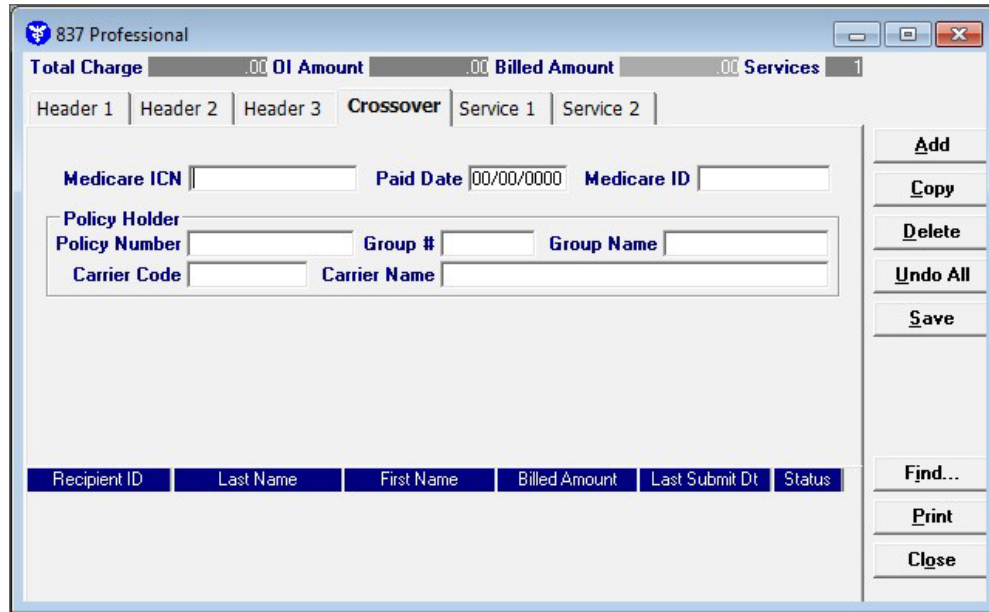 837 Professional
Total Charge .00 OI Amount .00 Billed Amount .00 Services 1
Header 1 Header 2 Header 3 Crossover Service 1 Service 2
Add
Medicare ICN Paid Date 00/00/0000 Medicare ID
Copy
Policy Holder
Policy Number Group # Group Name
Delete
Carrier Code Carrier Name
Undo All
Save
Recipient ID Last Name First Name Billed Amount Last Submit Dt Status
Find...
Print
Close